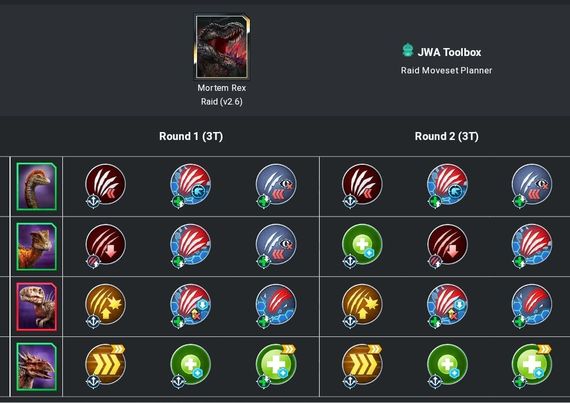 Mortem Rex
Raid (v2.6)
JWA Toolbox
Raid Moveset Planner
Round 1 (3T)
Round 2 (3T)